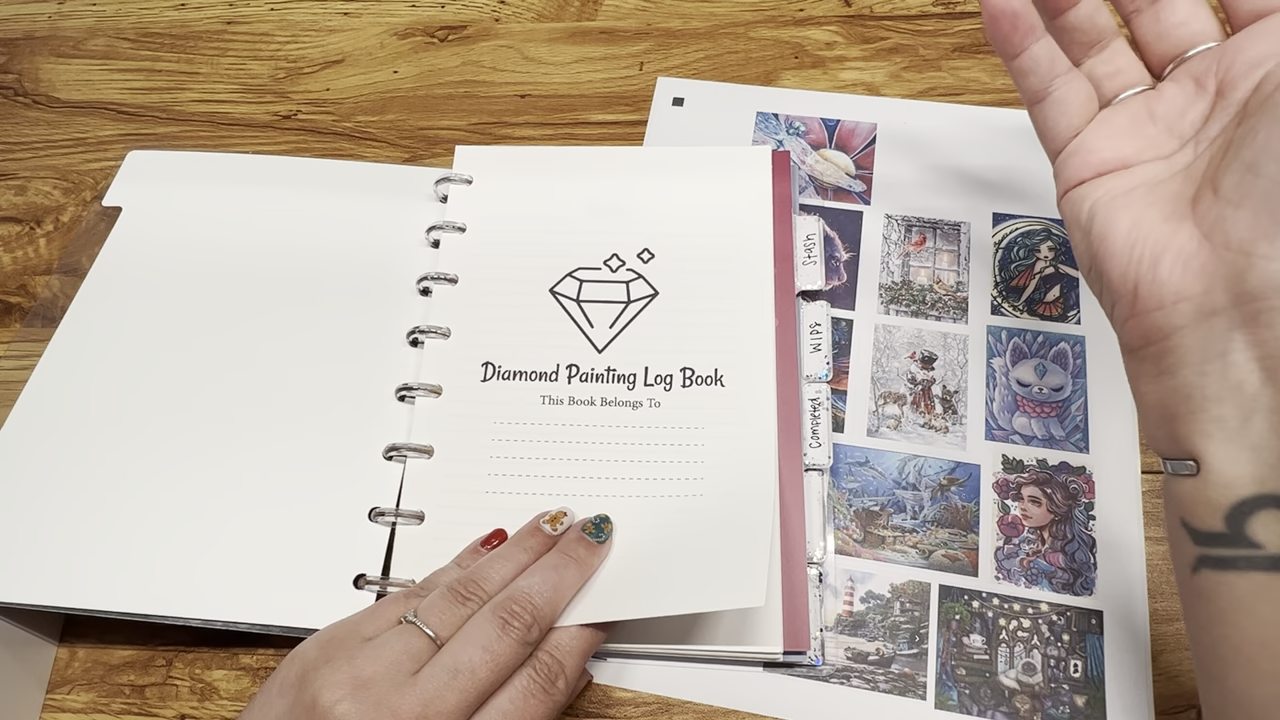 Diamond Painting Log Book
This Book Belongs To
Stash
WIPs
Completed